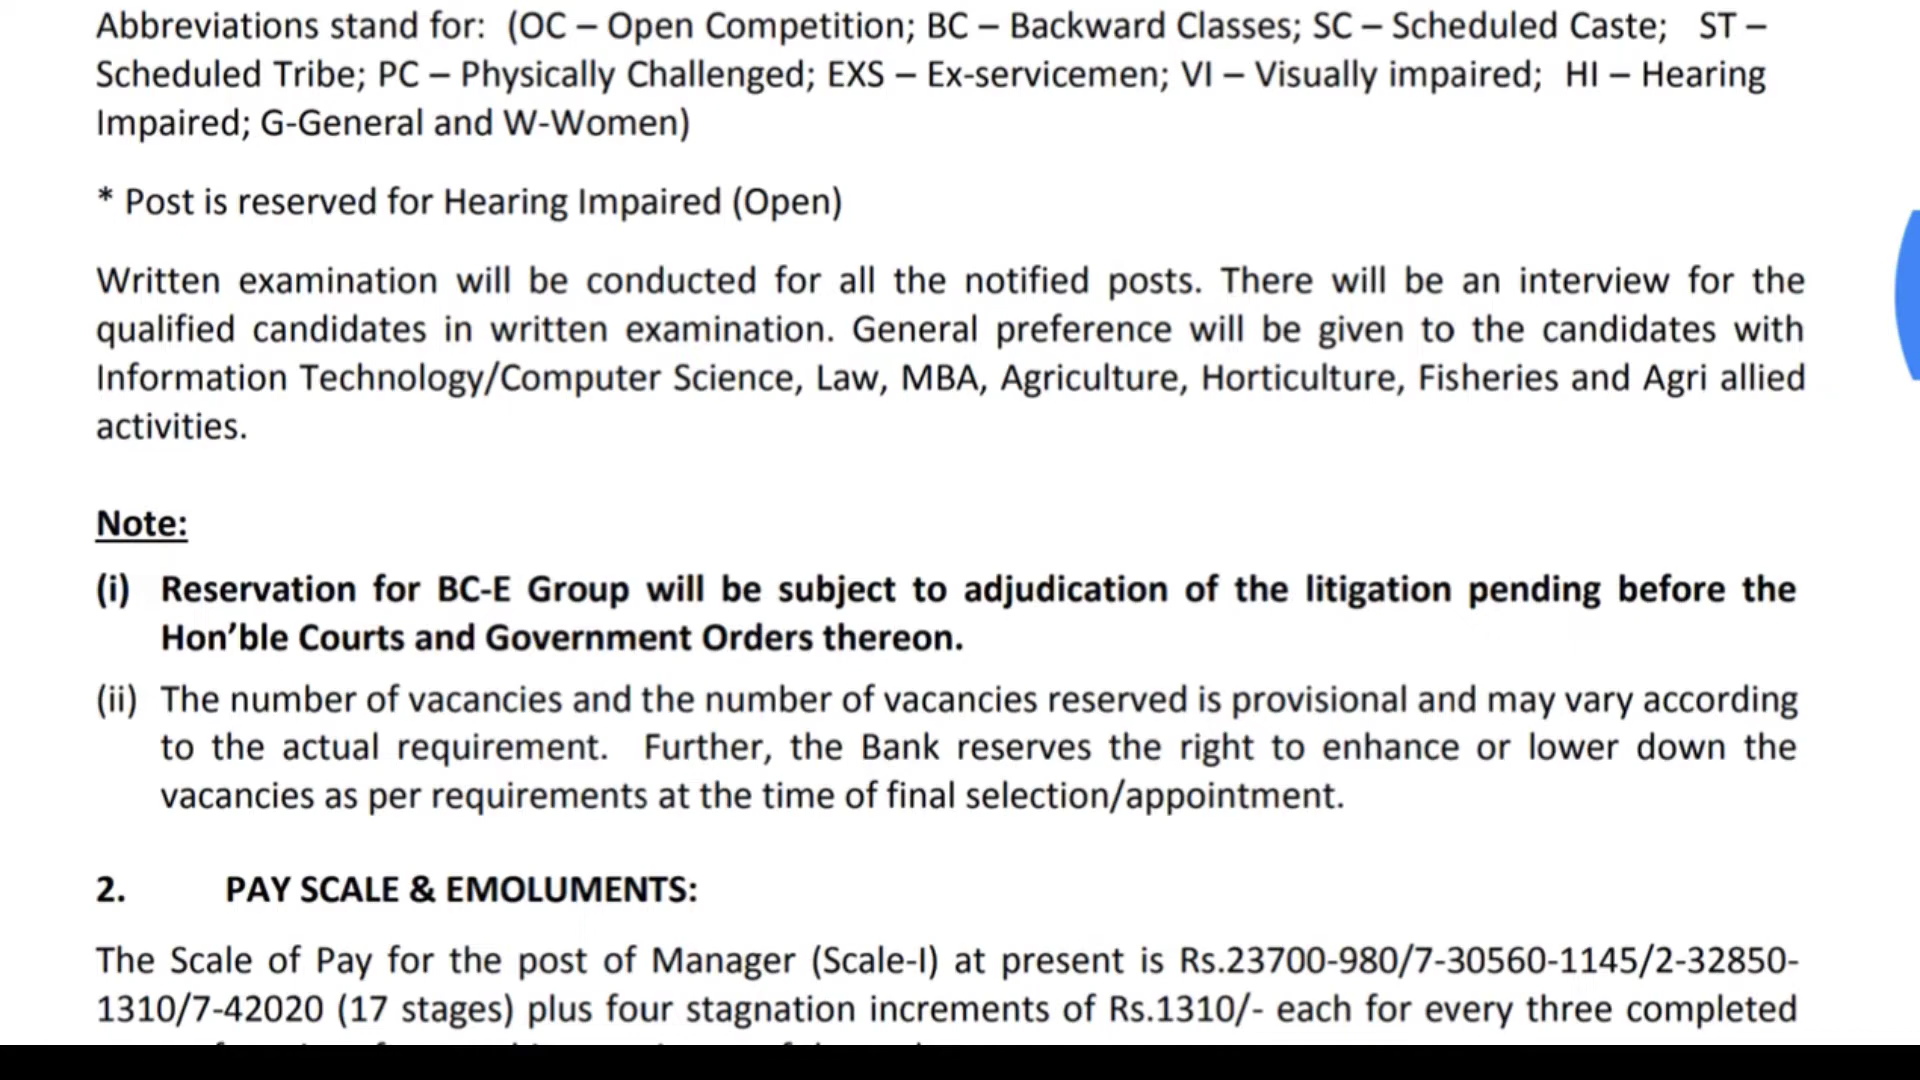 Abbreviations stand for: (OC – Open Competition; BC – Backward Classes; SC – Scheduled Caste; ST –
Scheduled Tribe; PC – Physically Challenged; EXS – Ex-servicemen; VI – Visually impaired; HI – Hearing
Impaired; G-General and W-Women)
* Post is reserved for Hearing Impaired (Open)
Written examination will be conducted for all the notified posts. There will be an interview for the
qualified candidates in written examination. General preference will be given to the candidates with
Information Technology/Computer Science, Law, MBA, Agriculture, Horticulture, Fisheries and Agri allied
activities.
Note:
(i) Reservation for BC-E Group will be subject to adjudication of the litigation pending before the
Hon’ble Courts and Government Orders thereon.
(ii) The number of vacancies and the number of vacancies reserved is provisional and may vary according
to the actual requirement. Further, the Bank reserves the right to enhance or lower down the
vacancies as per requirements at the time of final selection/appointment.
2. PAY SCALE & EMOLUMENTS:
The Scale of Pay for the post of Manager (Scale-I) at present is Rs.23700-980/7-30560-1145/2-32850-
1310/7-42020 (17 stages) plus four stagnation increments of Rs.1310/- each for every three completed